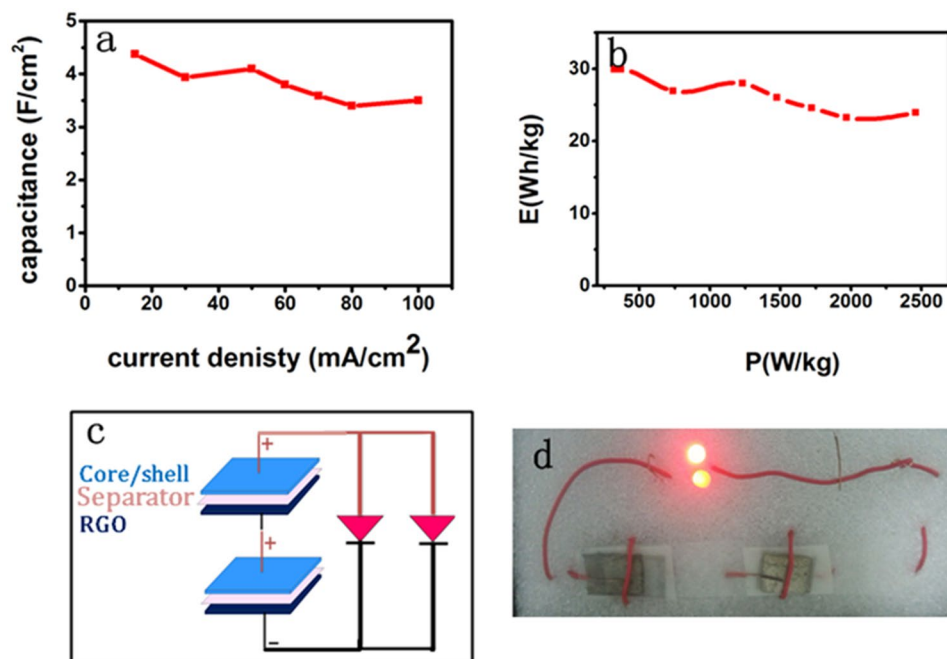 a
capacitance (F/cm²)
5
4
3
2
1
0
0 20 40 60 80 100
current denisty (mA/cm²)
b
E(Wh/kg)
30
20
10
0
500 1000 1500 2000 2500
P(W/kg)
c
+
Core/shell
Separator
RGO
+
–
d